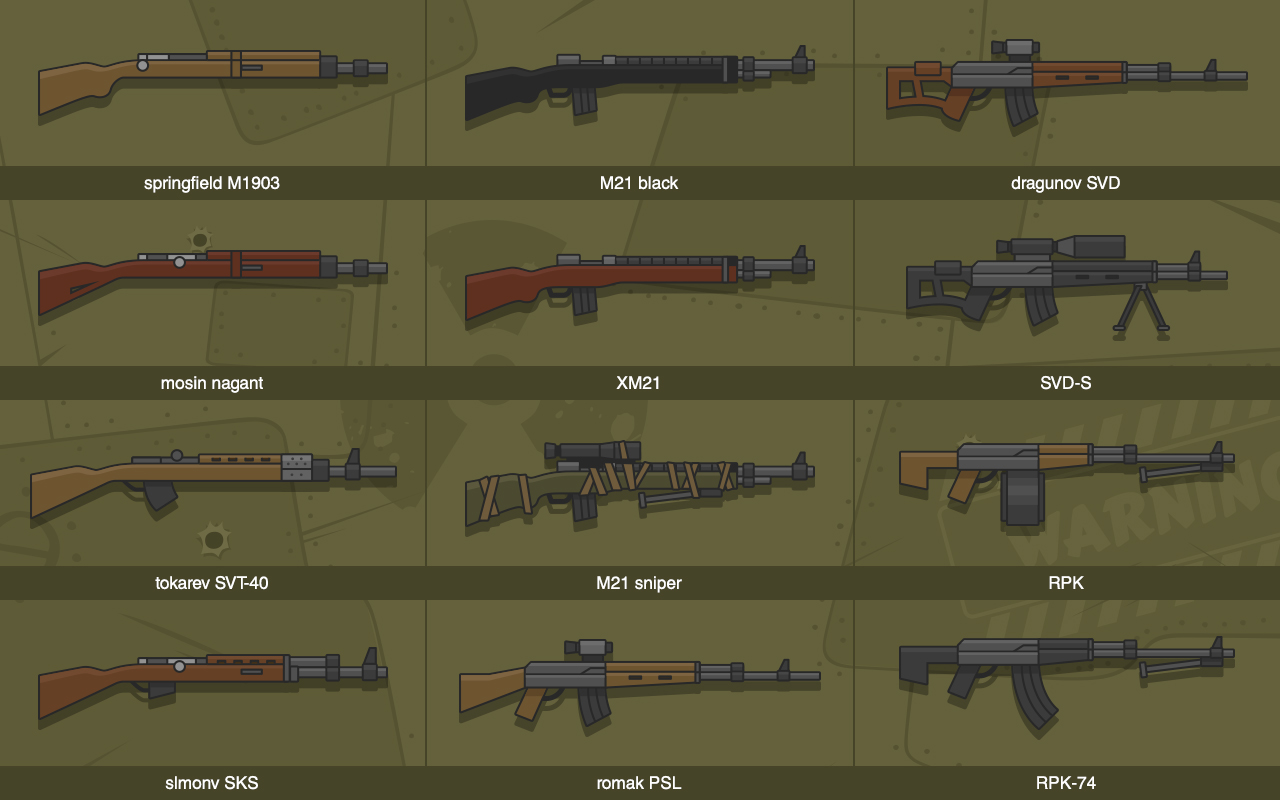 springfield M1903
M21 black
dragunov SVD
mosin nagant
XM21
SVD-S
tokarev SVT-40
M21 sniper
RPK
WARNING
slmonv SKS
romak PSL
RPK-74